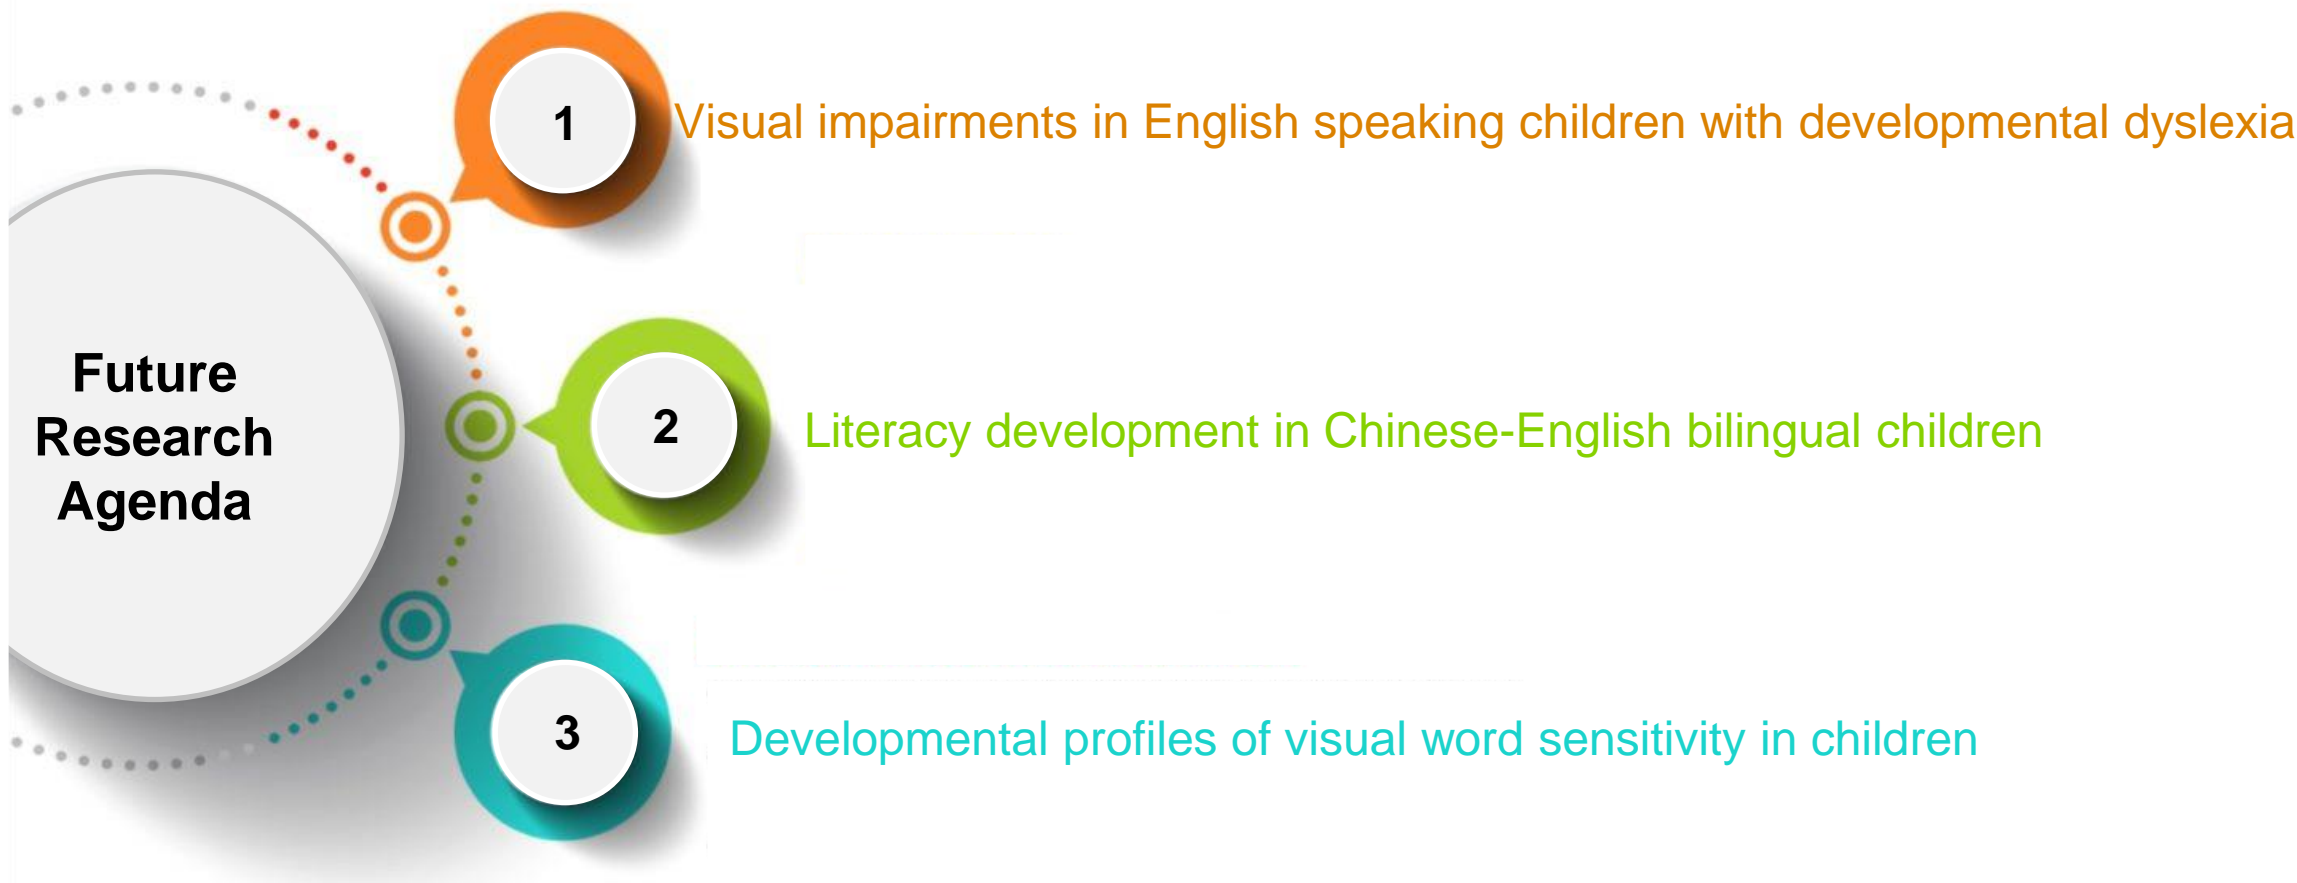 Future
Research
Agenda
1
Visual impairments in English speaking children with developmental dyslexia
2
Literacy development in Chinese-English bilingual children
3
Developmental profiles of visual word sensitivity in children